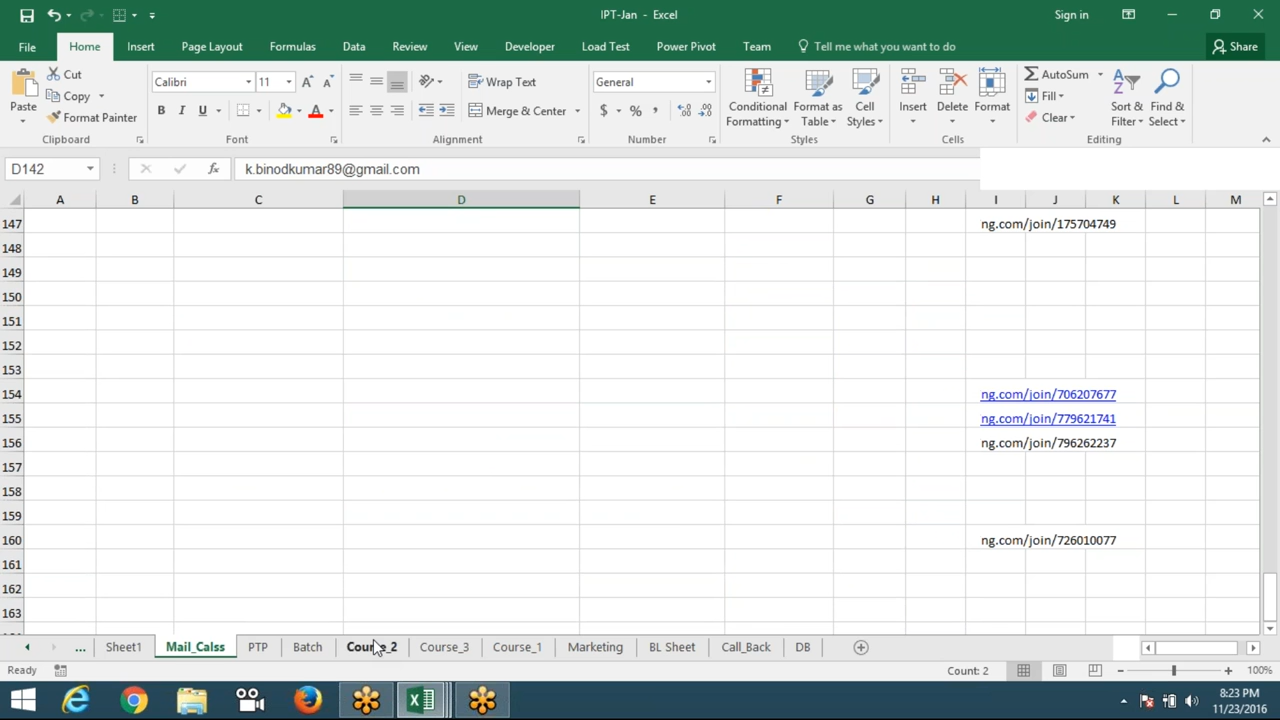 IPT-Jan - Excel
Sign in
File Home Insert Page Layout Formulas Data Review View Developer Load Test Power Pivot Team Tell me what you want to do Share
Paste
Cut
Copy
Format Painter
Clipboard
Calibri 11
B I U
Font
Wrap Text
Merge & Center
Alignment
General
$ % ,
Number
Conditional Formatting
Format as Table
Cell Styles
Styles
Insert Delete Format
Cells
AutoSum
Fill
Clear
Sort & Filter
Find & Select
Editing
D142 fx k.binodkumar89@gmail.com
A B C D E F G H I J K L M
147 ng.com/join/175704749
148
149
150
151
152
153
154 ng.com/join/706207677
155 ng.com/join/779621741
156 ng.com/join/796262237
157
158
159
160 ng.com/join/726010077
161
162
163
... Sheet1 Mail_Calss PTP Batch Course_2 Course_3 Course_1 Marketing BL Sheet Call_Back DB
Ready Count: 2 100%
8:23 PM
11/23/2016